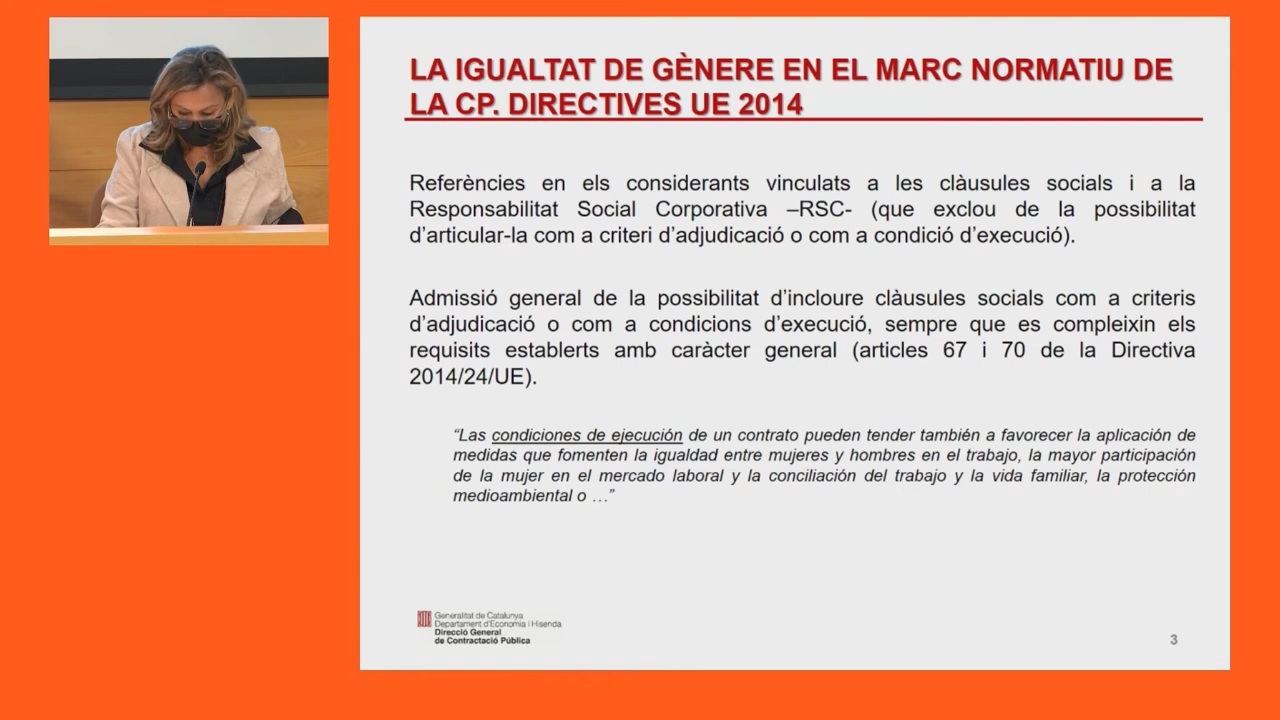 LA IGUALTAT DE GÈNERE EN EL MARC NORMATIU DE
LA CP. DIRECTIVES UE 2014
Referències en els considerants vinculats a les clàusules socials i a la
Responsabilitat Social Corporativa –RSC- (que exclou de la possibilitat
d’articular-la com a criteri d’adjudicació o com a condició d’execució).
Admissió general de la possibilitat d’incloure clàusules socials com a criteris
d’adjudicació o com a condicions d’execució, sempre que es compleixin els
requisits establerts amb caràcter general (articles 67 i 70 de la Directiva
2014/24/UE).
“Las condiciones de ejecución de un contrato pueden tender también a favorecer la aplicación de
medidas que fomenten la igualdad entre mujeres y hombres en el trabajo, la mayor participación
de la mujer en el mercado laboral y la conciliación del trabajo y la vida familiar, la protección
medioambiental o …”
Generalitat de Catalunya
Departament d’Economia i Hisenda
Direcció General
de Contractació Pública
3